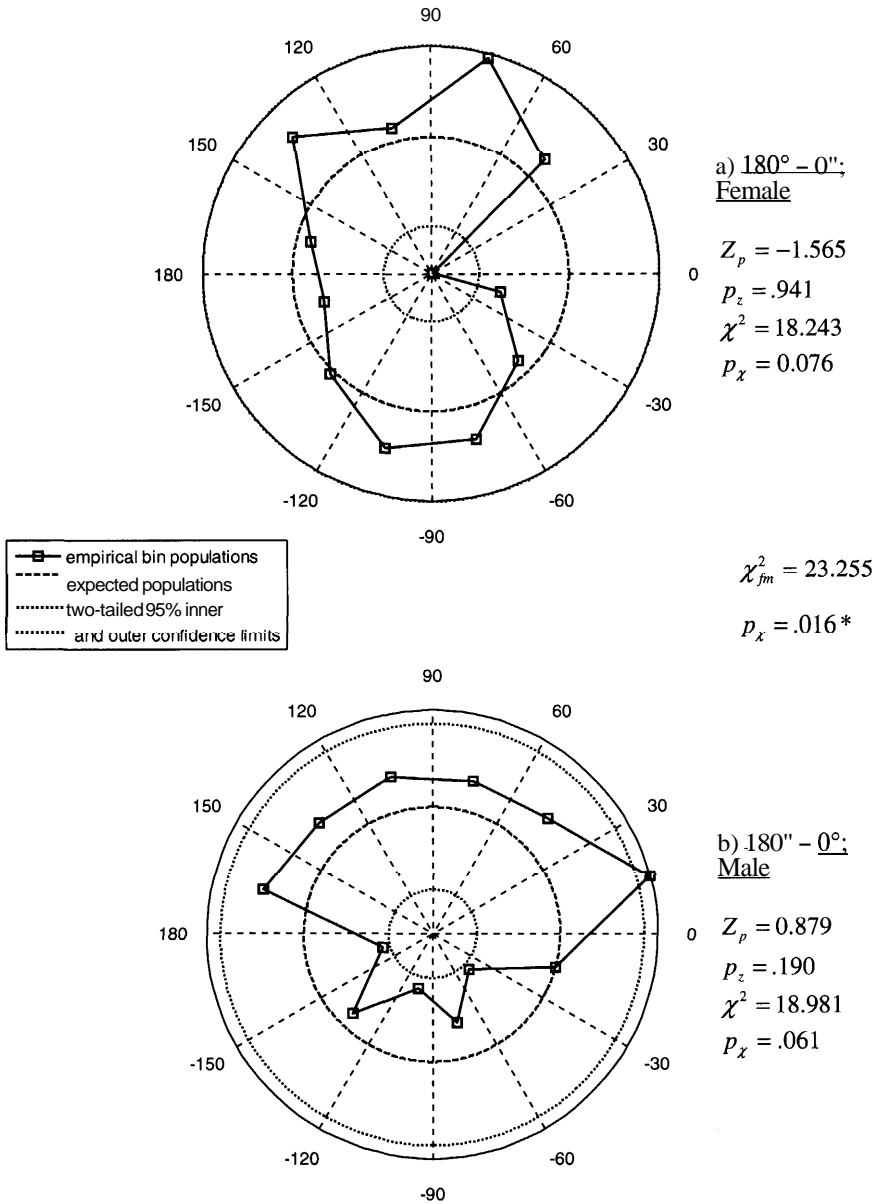 90
120
60
150
30
180
0
-150
-30
-120
-60
-90
a) 180° – 0";
Female
Z_p = −1.565
p_z = .941
χ² = 18.243
p_χ = 0.076
empirical bin populations
expected populations
two-tailed 95% inner
and outer confidence limits
χ²_fm = 23.255
p_χ = .016*
90
120
60
150
30
180
0
-150
-30
-120
-60
-90
b) 180" – 0°;
Male
Z_p = 0.879
p_z = .190
χ² = 18.981
p_χ = .061